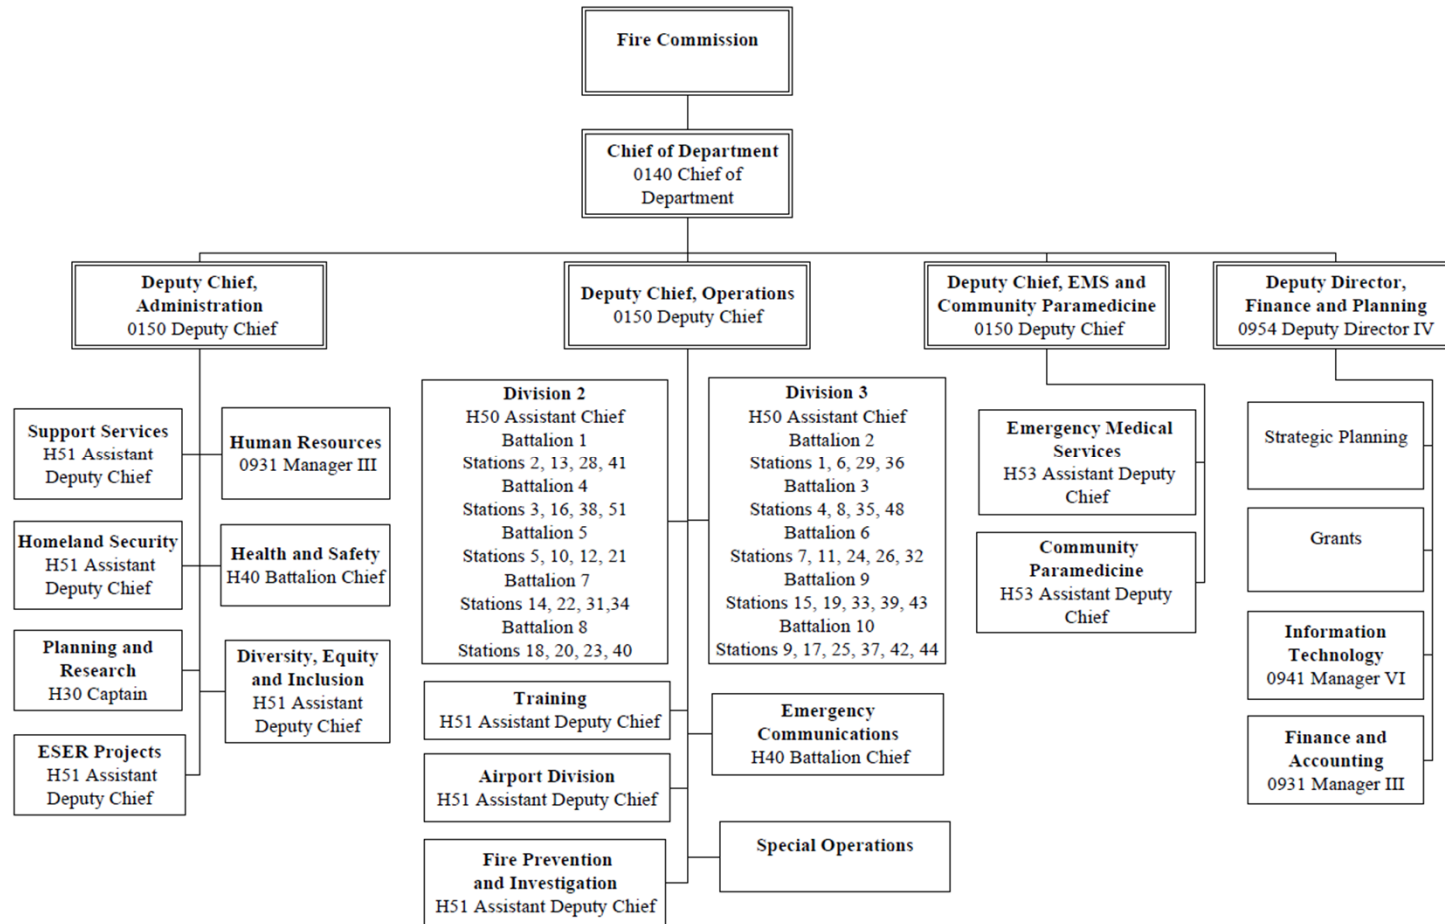 Fire Commission
Chief of Department
0140 Chief of
Department
Deputy Chief,
Administration
0150 Deputy Chief
Deputy Chief, Operations
0150 Deputy Chief
Deputy Chief, EMS and
Community Paramedicine
0150 Deputy Chief
Deputy Director,
Finance and Planning
0954 Deputy Director IV
Support Services
H51 Assistant
Deputy Chief
Human Resources
0931 Manager III
Homeland Security
H51 Assistant
Deputy Chief
Health and Safety
H40 Battalion Chief
Planning and
Research
H30 Captain
Diversity, Equity
and Inclusion
H51 Assistant
Deputy Chief
ESER Projects
H51 Assistant
Deputy Chief
Division 2
H50 Assistant Chief
Battalion 1
Stations 2, 13, 28, 41
Battalion 4
Stations 3, 16, 38, 51
Battalion 5
Stations 5, 10, 12, 21
Battalion 7
Stations 14, 22, 31,34
Battalion 8
Stations 18, 20, 23, 40
Division 3
H50 Assistant Chief
Battalion 2
Stations 1, 6, 29, 36
Battalion 3
Stations 4, 8, 35, 48
Battalion 6
Stations 7, 11, 24, 26, 32
Battalion 9
Stations 15, 19, 33, 39, 43
Battalion 10
Stations 9, 17, 25, 37, 42, 44
Training
H51 Assistant Deputy Chief
Emergency
Communications
H40 Battalion Chief
Airport Division
H51 Assistant Deputy Chief
Special Operations
Fire Prevention
and Investigation
H51 Assistant Deputy Chief
Emergency Medical
Services
H53 Assistant Deputy
Chief
Community
Paramedicine
H53 Assistant Deputy
Chief
Strategic Planning
Grants
Information
Technology
0941 Manager VI
Finance and
Accounting
0931 Manager III